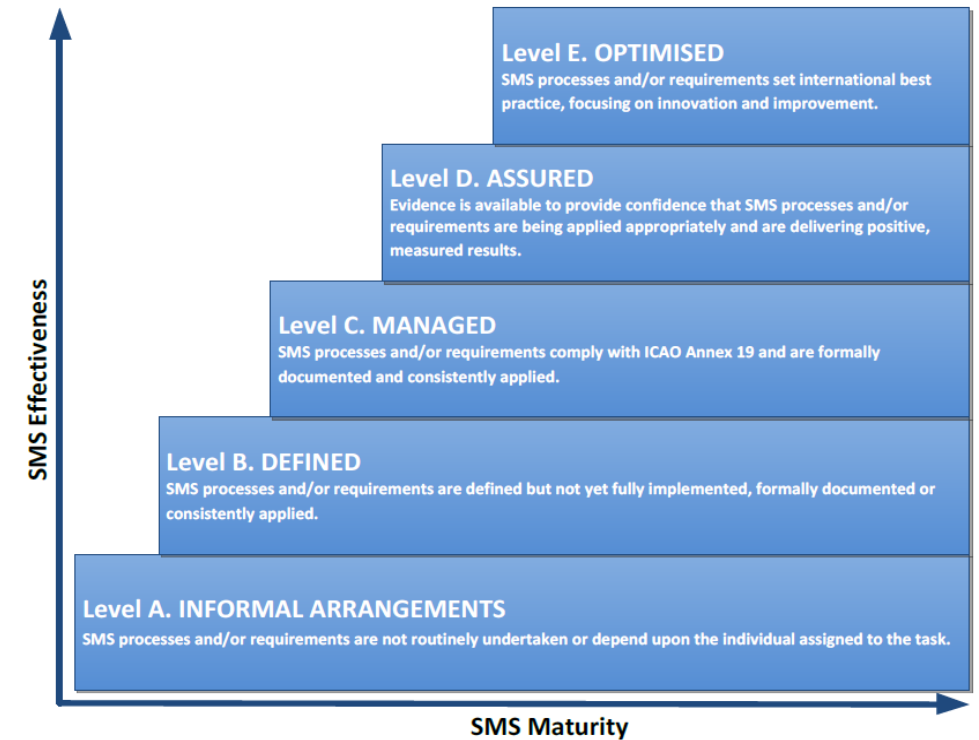 Level E. OPTIMISED
SMS processes and/or requirements set international best
practice, focusing on innovation and improvement.
Level D. ASSURED
Evidence is available to provide confidence that SMS processes and/or
requirements are being applied appropriately and are delivering positive,
measured results.
Level C. MANAGED
SMS processes and/or requirements comply with ICAO Annex 19 and are formally
documented and consistently applied.
Level B. DEFINED
SMS processes and/or requirements are defined but not yet fully implemented, formally documented or
consistently applied.
Level A. INFORMAL ARRANGEMENTS
SMS processes and/or requirements are not routinely undertaken or depend upon the individual assigned to the task.
SMS Effectiveness
SMS Maturity